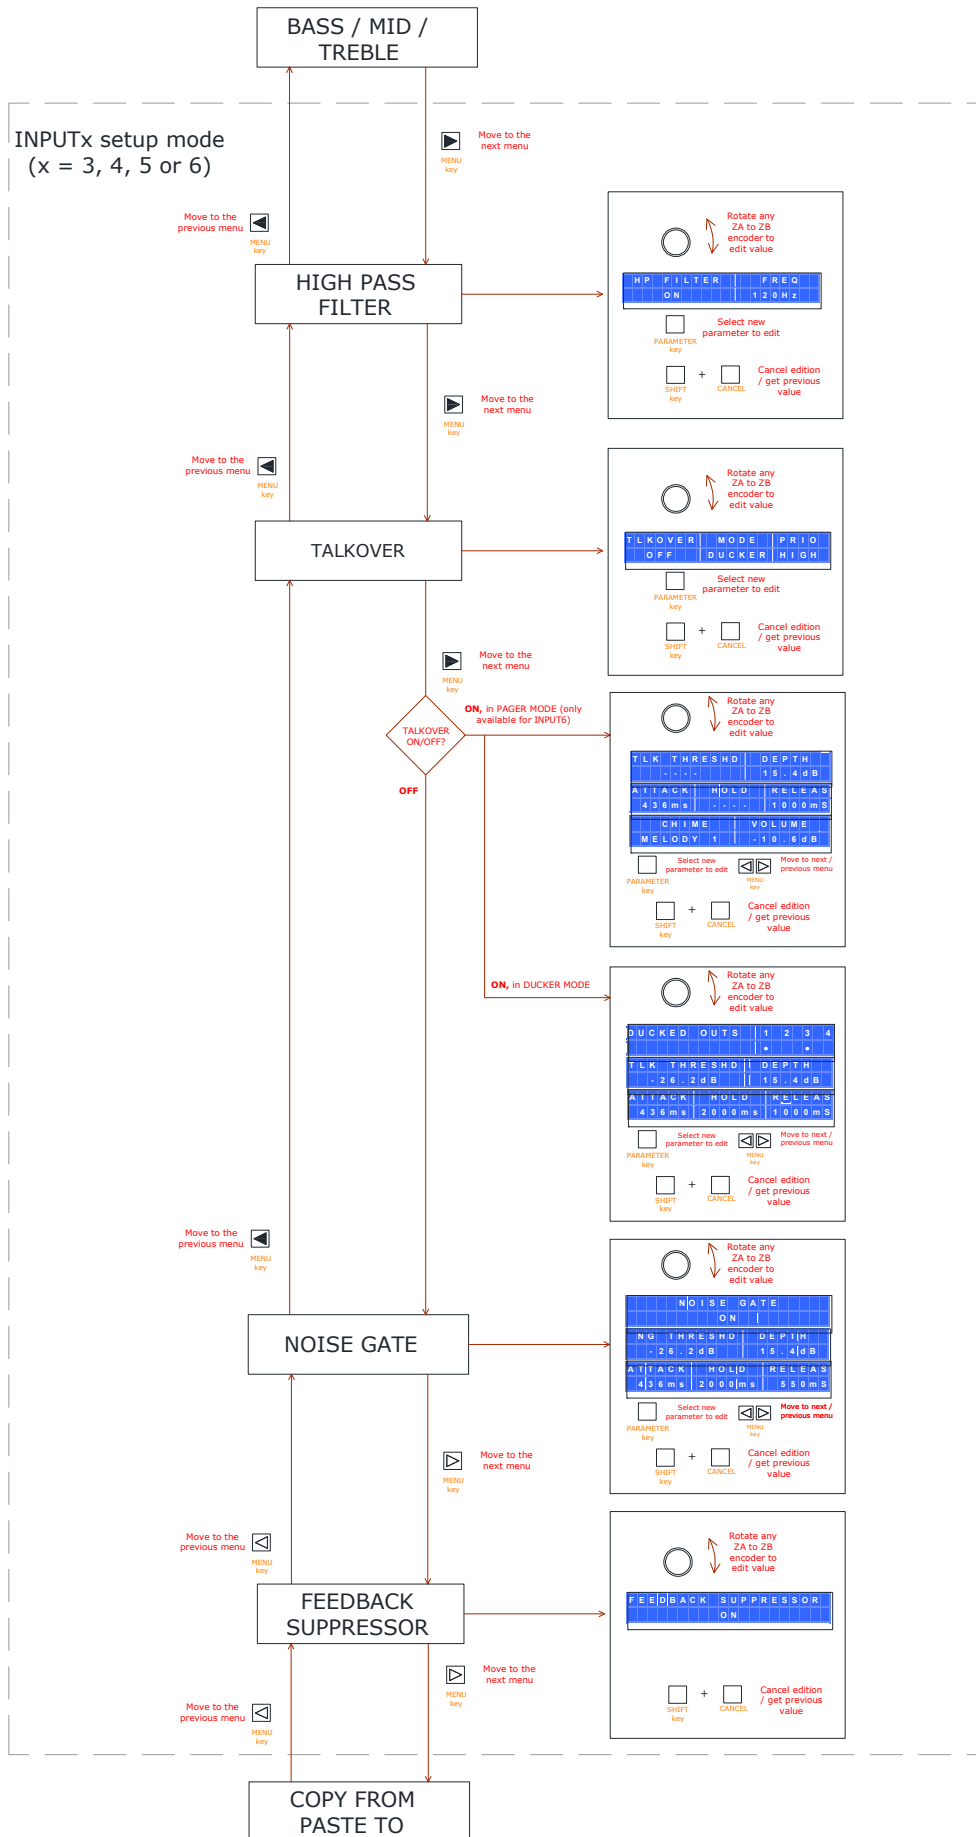 BASS / MID /
TREBLE
INPUTx setup mode
(x = 3, 4, 5 or 6)
Move to the
next menu
MENU
key
Move to the
previous menu
MENU
key
HIGH PASS
FILTER
Rotate any
ZA to ZB
encoder to
edit value
HP FILTER FREQ
ON 120Hz
Select new
parameter to edit
PARAMETER
key
SHIFT
key
+
CANCEL
Cancel edition
/ get previous
value
Move to the
next menu
MENU
key
Move to the
previous menu
MENU
key
TALKOVER
Rotate any
ZA to ZB
encoder to
edit value
TLKOVER MODE PRIO
OFF DUCKER HIGH
Select new
parameter to edit
PARAMETER
key
SHIFT
key
+
CANCEL
Cancel edition
/ get previous
value
Move to the
next menu
MENU
key
TALKOVER
ON/OFF?
ON, in PAGER MODE (only
available for INPUT6)
OFF
Rotate any
ZA to ZB
encoder to
edit value
TLK THRESHD DEPTH
---- 15.4dB
ATTACK HOLD RELEAS
436ms ---- 1000mS
CHIME VOLUME
MELODY 1 -10.6dB
Select new
parameter to edit
PARAMETER
key
MENU
key
Move to next /
previous menu
SHIFT
key
+
CANCEL
Cancel edition
/ get previous
value
ON, in DUCKER MODE
Rotate any
ZA to ZB
encoder to
edit value
DUCKED OUTS 1 2 3 4
• •
TLK THRESHD DEPTH
-26.2dB 15.4dB
ATTACK HOLD RELEAS
436ms 2000ms 1000mS
Select new
parameter to edit
PARAMETER
key
MENU
key
Move to next /
previous menu
SHIFT
key
+
CANCEL
Cancel edition
/ get previous
value
Move to the
previous menu
MENU
key
NOISE GATE
Rotate any
ZA to ZB
encoder to
edit value
NOISE GATE
ON
NG THRESHD DEPTH
-26.2dB 15.4dB
ATTACK HOLD RELEAS
436ms 2000ms 550mS
Select new
parameter to edit
PARAMETER
key
MENU
key
Move to next /
previous menu
SHIFT
key
+
CANCEL
Cancel edition
/ get previous
value
Move to the
next menu
MENU
key
Move to the
previous menu
MENU
key
FEEDBACK
SUPPRESSOR
Rotate any
ZA to ZB
encoder to
edit value
FEEDBACK SUPPRESSOR
ON
SHIFT
key
+
CANCEL
Cancel edition
/ get previous
value
Move to the
next menu
MENU
key
Move to the
previous menu
MENU
key
COPY FROM
PASTE TO